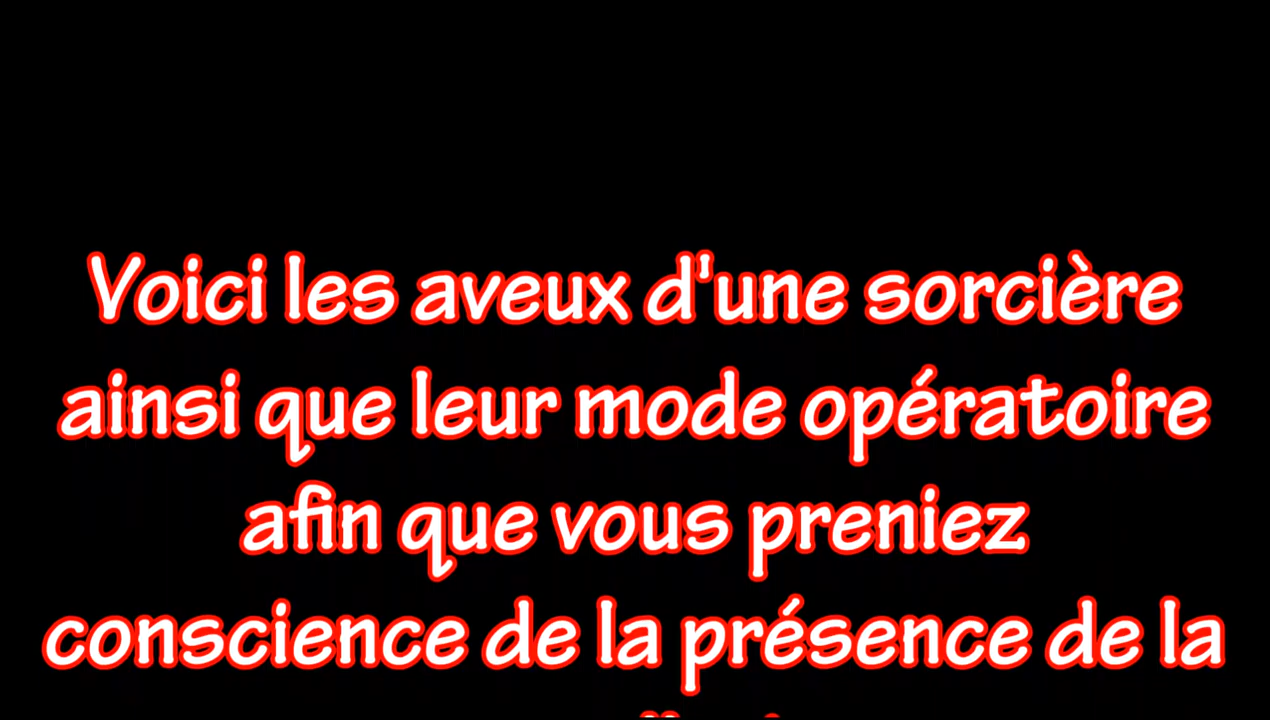 Voici les aveux d'une sorcière
ainsi que leur mode opératoire
afin que vous preniez
conscience de la présence de la